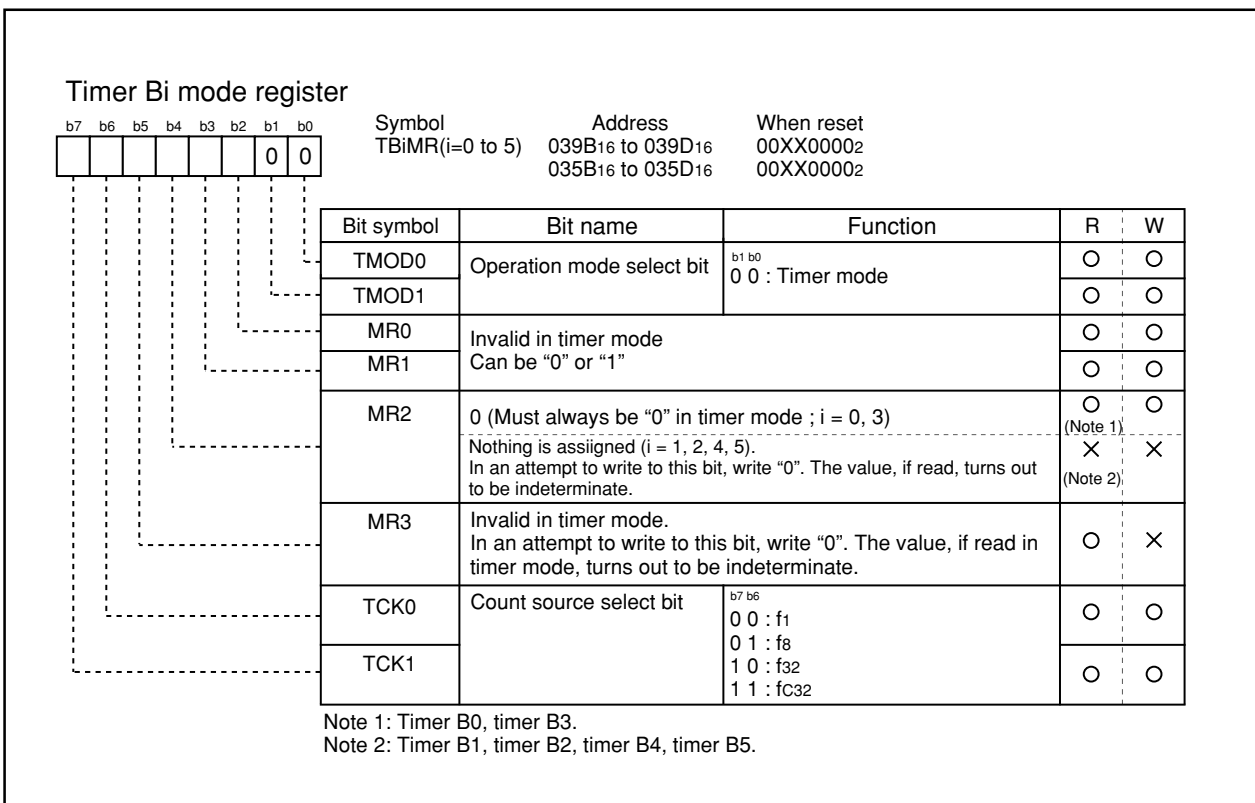 Timer Bi mode register
b7 b6 b5 b4 b3 b2 b1 b0
0 0
Symbol Address When reset
TBiMR(i=0 to 5) 039B16 to 039D16 00XX00002
035B16 to 035D16 00XX00002
Bit symbol Bit name Function R W
TMOD0 Operation mode select bit b1 b0
0 0 : Timer mode
TMOD1
MR0 Invalid in timer mode
MR1 Can be “0” or “1”
MR2 0 (Must always be “0” in timer mode ; i = 0, 3)
(Note 1)
Nothing is assiigned (i = 1, 2, 4, 5).
In an attempt to write to this bit, write “0”. The value, if read, turns out
to be indeterminate.
(Note 2)
MR3 Invalid in timer mode.
In an attempt to write to this bit, write “0”. The value, if read in
timer mode, turns out to be indeterminate.
TCK0 Count source select bit b7 b6
0 0 : f1
0 1 : f8
TCK1 1 0 : f32
1 1 : fC32
Note 1: Timer B0, timer B3.
Note 2: Timer B1, timer B2, timer B4, timer B5.